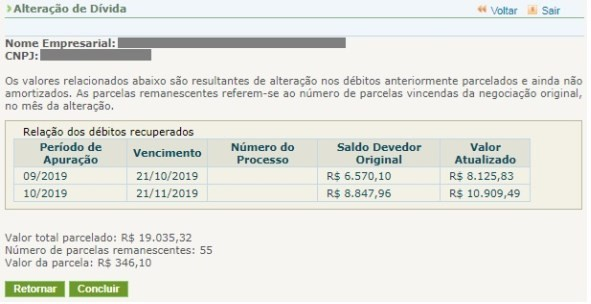 Alteração de Dívida
Voltar Sair
Nome Empresarial:
CNPJ:
Os valores relacionados abaixo são resultantes de alteração nos débitos anteriormente parcelados e ainda não
amortizados. As parcelas remanescentes referem-se ao número de parcelas vincendas da negociação original,
no mês da alteração.
Relação dos débitos recuperados
Período de Apuração Vencimento Número do Processo Saldo Devedor Original Valor Atualizado
09/2019 21/10/2019 R$ 6.570,10 R$ 8.125,83
10/2019 21/11/2019 R$ 8.847,96 R$ 10.909,49
Valor total parcelado: R$ 19.035,32
Número de parcelas remanescentes: 55
Valor da parcela: R$ 346,10
Retornar Concluir